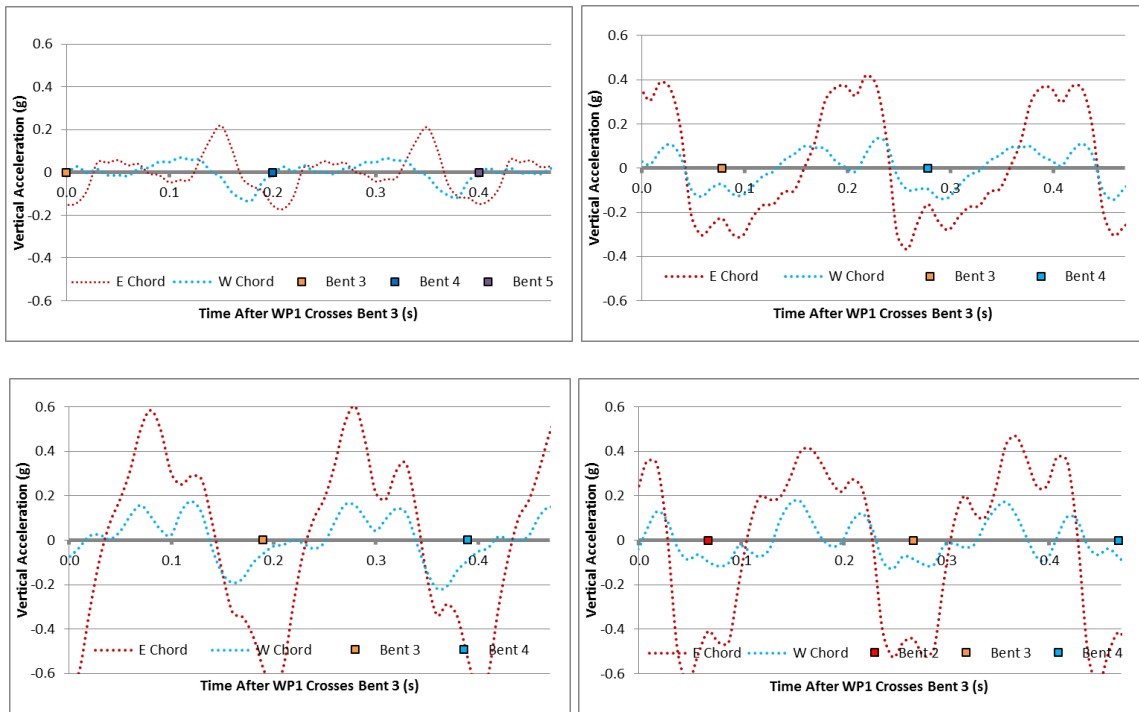 Vertical Acceleration (g)
0.6
0.4
0.2
0
-0.2
-0.4
-0.6
0.0 0.1 0.2 0.3 0.4
E Chord W Chord Bent 3 Bent 4 Bent 5
Time After WP1 Crosses Bent 3 (s)
Vertical Acceleration (g)
0.6
0.4
0.2
0
-0.2
-0.4
-0.6
0.0 0.1 0.2 0.3 0.4
E Chord W Chord Bent 3 Bent 4
Time After WP1 Crosses Bent 3 (s)
Vertical Acceleration (g)
0.6
0.4
0.2
0
-0.2
-0.4
-0.6
0.0 0.1 0.2 0.3 0.4
E Chord W Chord Bent 3 Bent 4
Time After WP1 Crosses Bent 3 (s)
Vertical Acceleration (g)
0.6
0.4
0.2
0
-0.2
-0.4
-0.6
0.0 0.1 0.2 0.3 0.4
E Chord W Chord Bent 2 Bent 3 Bent 4
Time After WP1 Crosses Bent 3 (s)